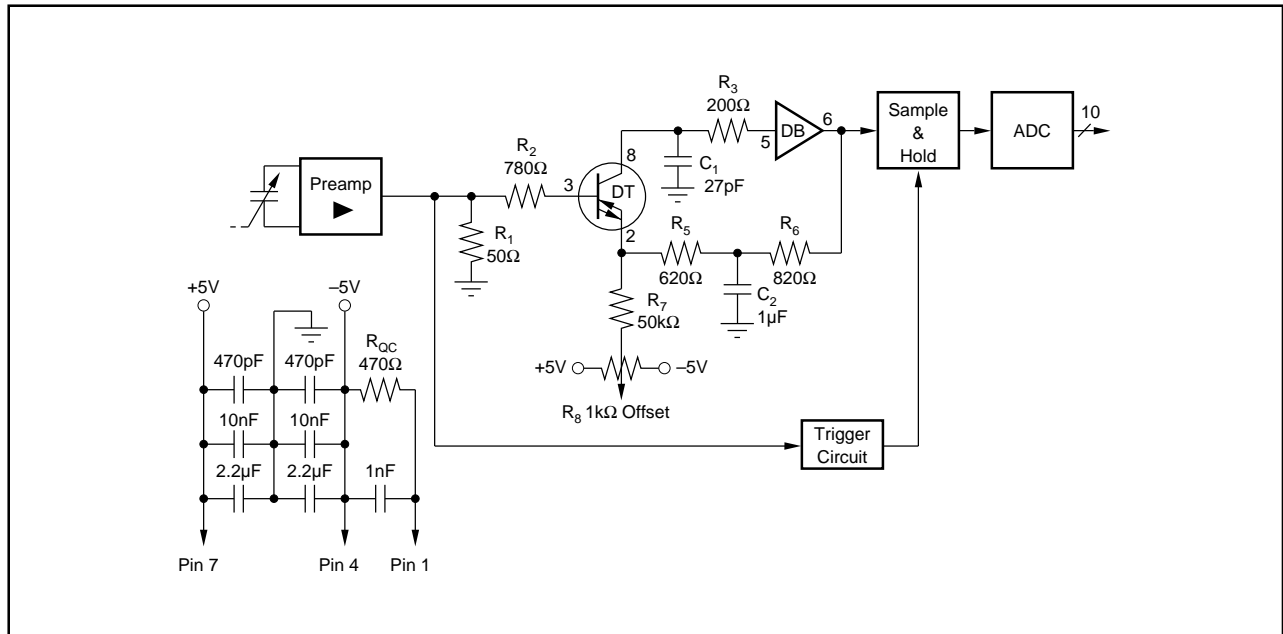 R3
200Ω
DB
5
6
Sample
&
Hold
ADC
10
Preamp
R2
780Ω
3
8
DT
2
C1
27pF
R1
50Ω
R5
620Ω
R6
820Ω
C2
1µF
R7
50kΩ
+5V
–5V
R8 1kΩ Offset
Trigger
Circuit
+5V
–5V
RQC
470Ω
470pF
470pF
10nF
10nF
2.2µF
2.2µF
1nF
Pin 7
Pin 4
Pin 1